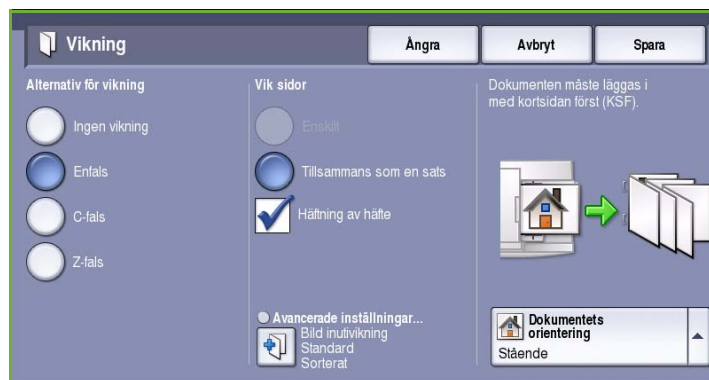 Vikning
Ångra
Avbryt
Spara
Alternativ för vikning
Ingen vikning
Enfals
C-fals
Z-fals
Vik sidor
Enskilt
Tillsammans som en sats
Häftning av häfte
Avancerade inställningar...
Bild inutivikning
Standard
Sorterat
Dokumenten måste läggas i
med kortsidan först (KSF).
Dokumentets
orientering
Stående